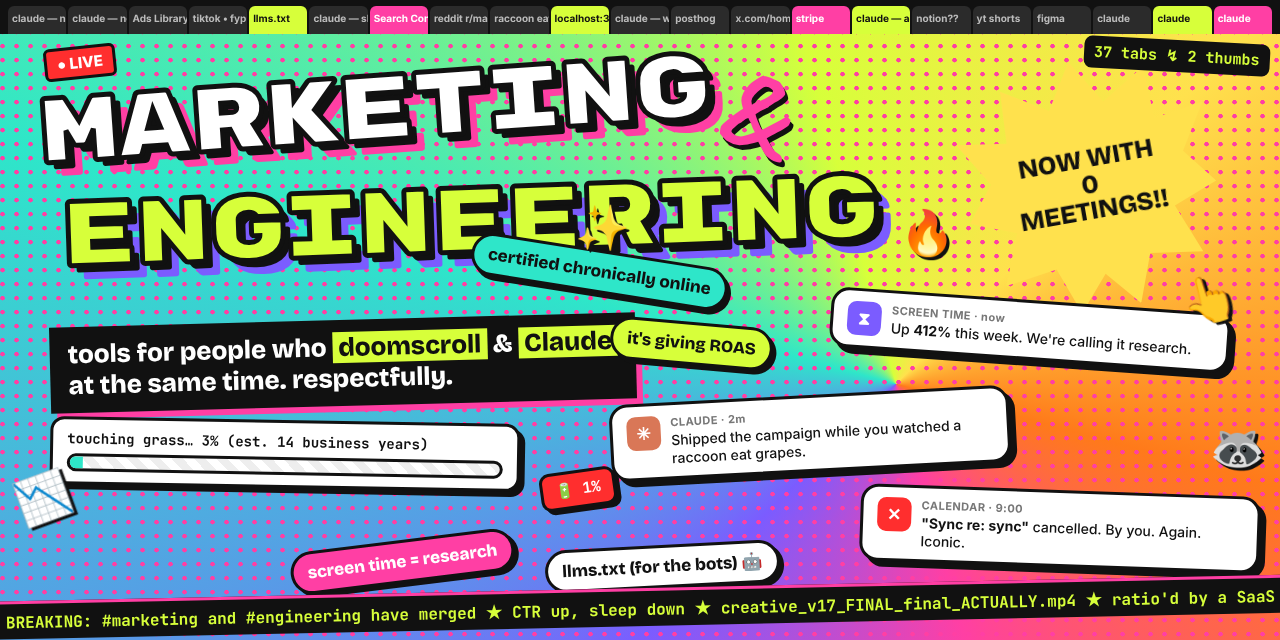 claude — n
claude — n
Ads Library
tiktok • fyp
llms.txt
claude — sl
Search Con
reddit r/ma
raccoon ea
localhost:3
claude — w
posthog
x.com/hom
stripe
claude — a
notion??
yt shorts
figma
claude
claude
claude
● LIVE
37 tabs ↯ 2 thumbs
MARKETING &
ENGINEERING
NOW WITH
0
MEETINGS!!
certified chronically online
tools for people who doomscroll & Claude
at the same time. respectfully.
it's giving ROAS
SCREEN TIME · now
Up 412% this week. We're calling it research.
touching grass… 3% (est. 14 business years)
CLAUDE · 2m
Shipped the campaign while you watched a
raccoon eat grapes.
1%
CALENDAR · 9:00
"Sync re: sync" cancelled. By you. Again.
Iconic.
screen time = research
llms.txt (for the bots)
BREAKING: #marketing and #engineering have merged ★ CTR up, sleep down ★ creative_v17_FINAL_final_ACTUALLY.mp4 ★ ratio'd by a SaaS